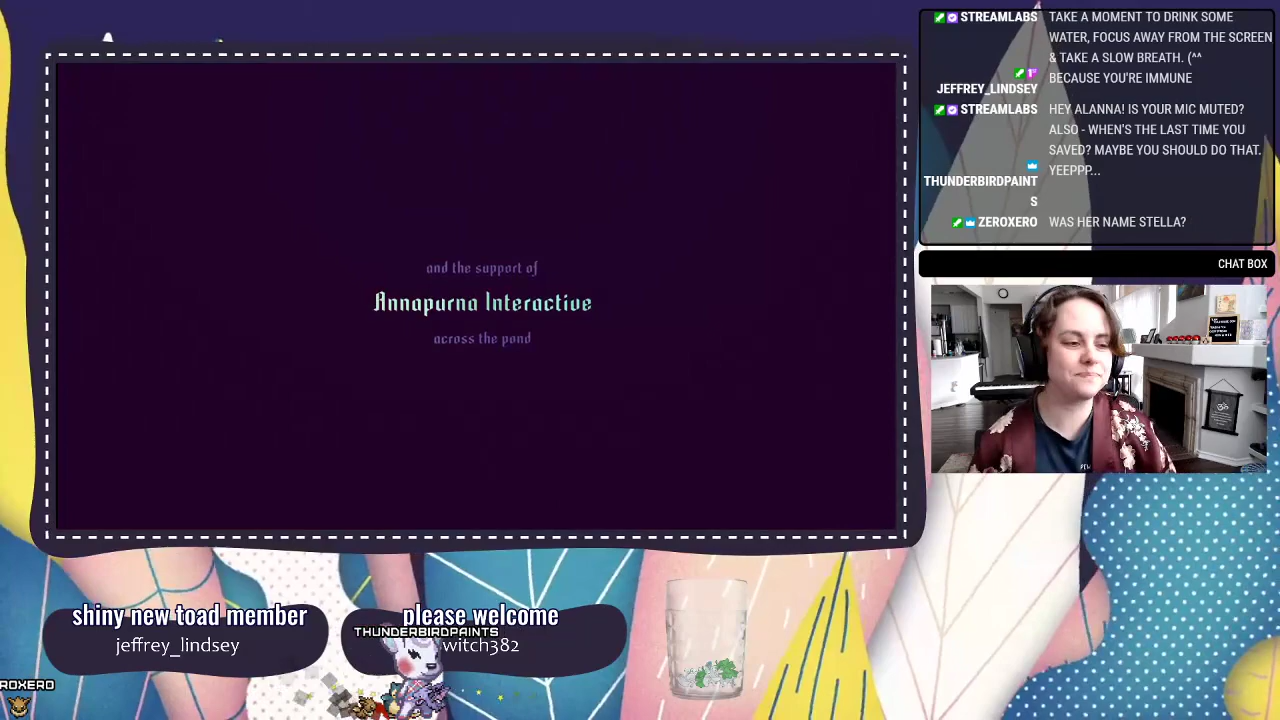 and the support of
Annapurna Interactive
across the pond
STREAMLABS TAKE A MOMENT TO DRINK SOME
WATER, FOCUS AWAY FROM THE SCREEN
& TAKE A SLOW BREATH. (^^
JEFFREY_LINDSEY BECAUSE YOU'RE IMMUNE
STREAMLABS HEY ALANNA! IS YOUR MIC MUTED?
ALSO - WHEN'S THE LAST TIME YOU
SAVED? MAYBE YOU SHOULD DO THAT.
THUNDERBIRDPAINT YEEPPP...
S
ZEROXERO WAS HER NAME STELLA?
CHAT BOX
shiny new toad member
jeffrey_lindsey
please welcome
THUNDERBIRDPAINTS
witch382
ROXERO